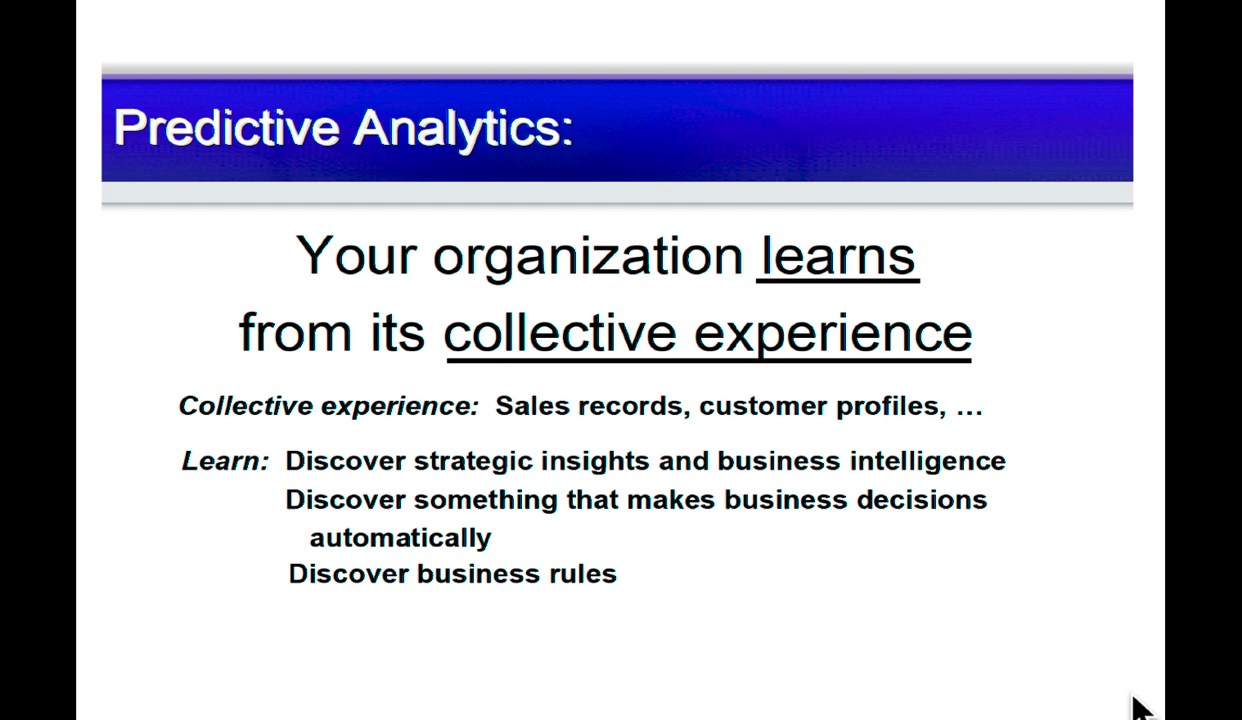 Predictive Analytics:
Your organization learns
from its collective experience
Collective experience: Sales records, customer profiles, …
Learn: Discover strategic insights and business intelligence
Discover something that makes business decisions
automatically
Discover business rules